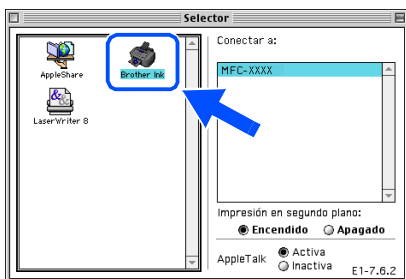 Selector
AppleShare
Brother Ink
LaserWriter 8
Conectar a:
MFC-XXXX
Impresión en segundo plano:
Encendido Apagado
AppleTalk
Activa
Inactiva
E1-7.6.2